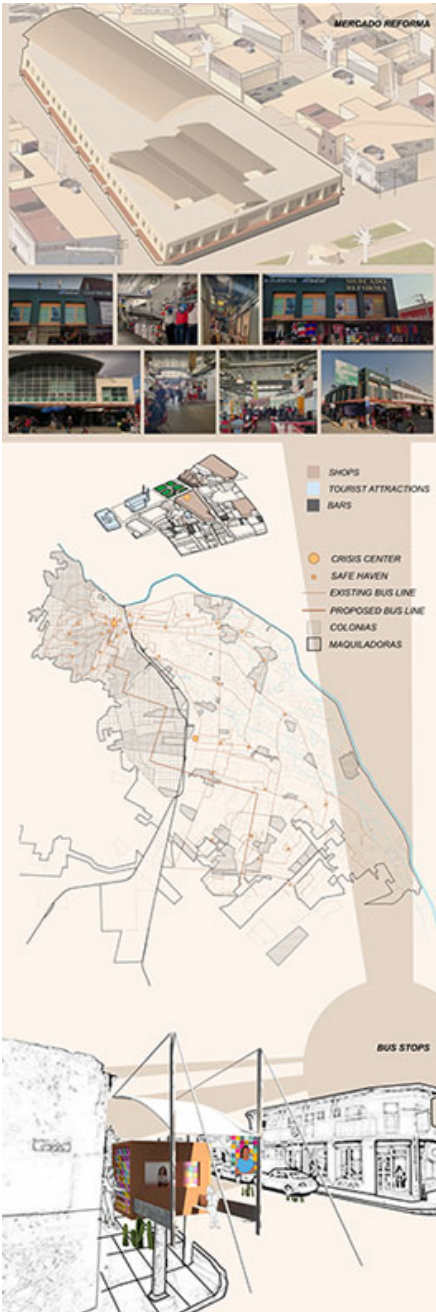 MERCADO REFORMA
MERCADO
REFORMA
SHOPS
TOURIST ATTRACTIONS
BARS
CRISIS CENTER
SAFE HAVEN
EXISTING BUS LINE
PROPOSED BUS LINE
COLONIAS
MAQUILADORAS
BUS STOPS